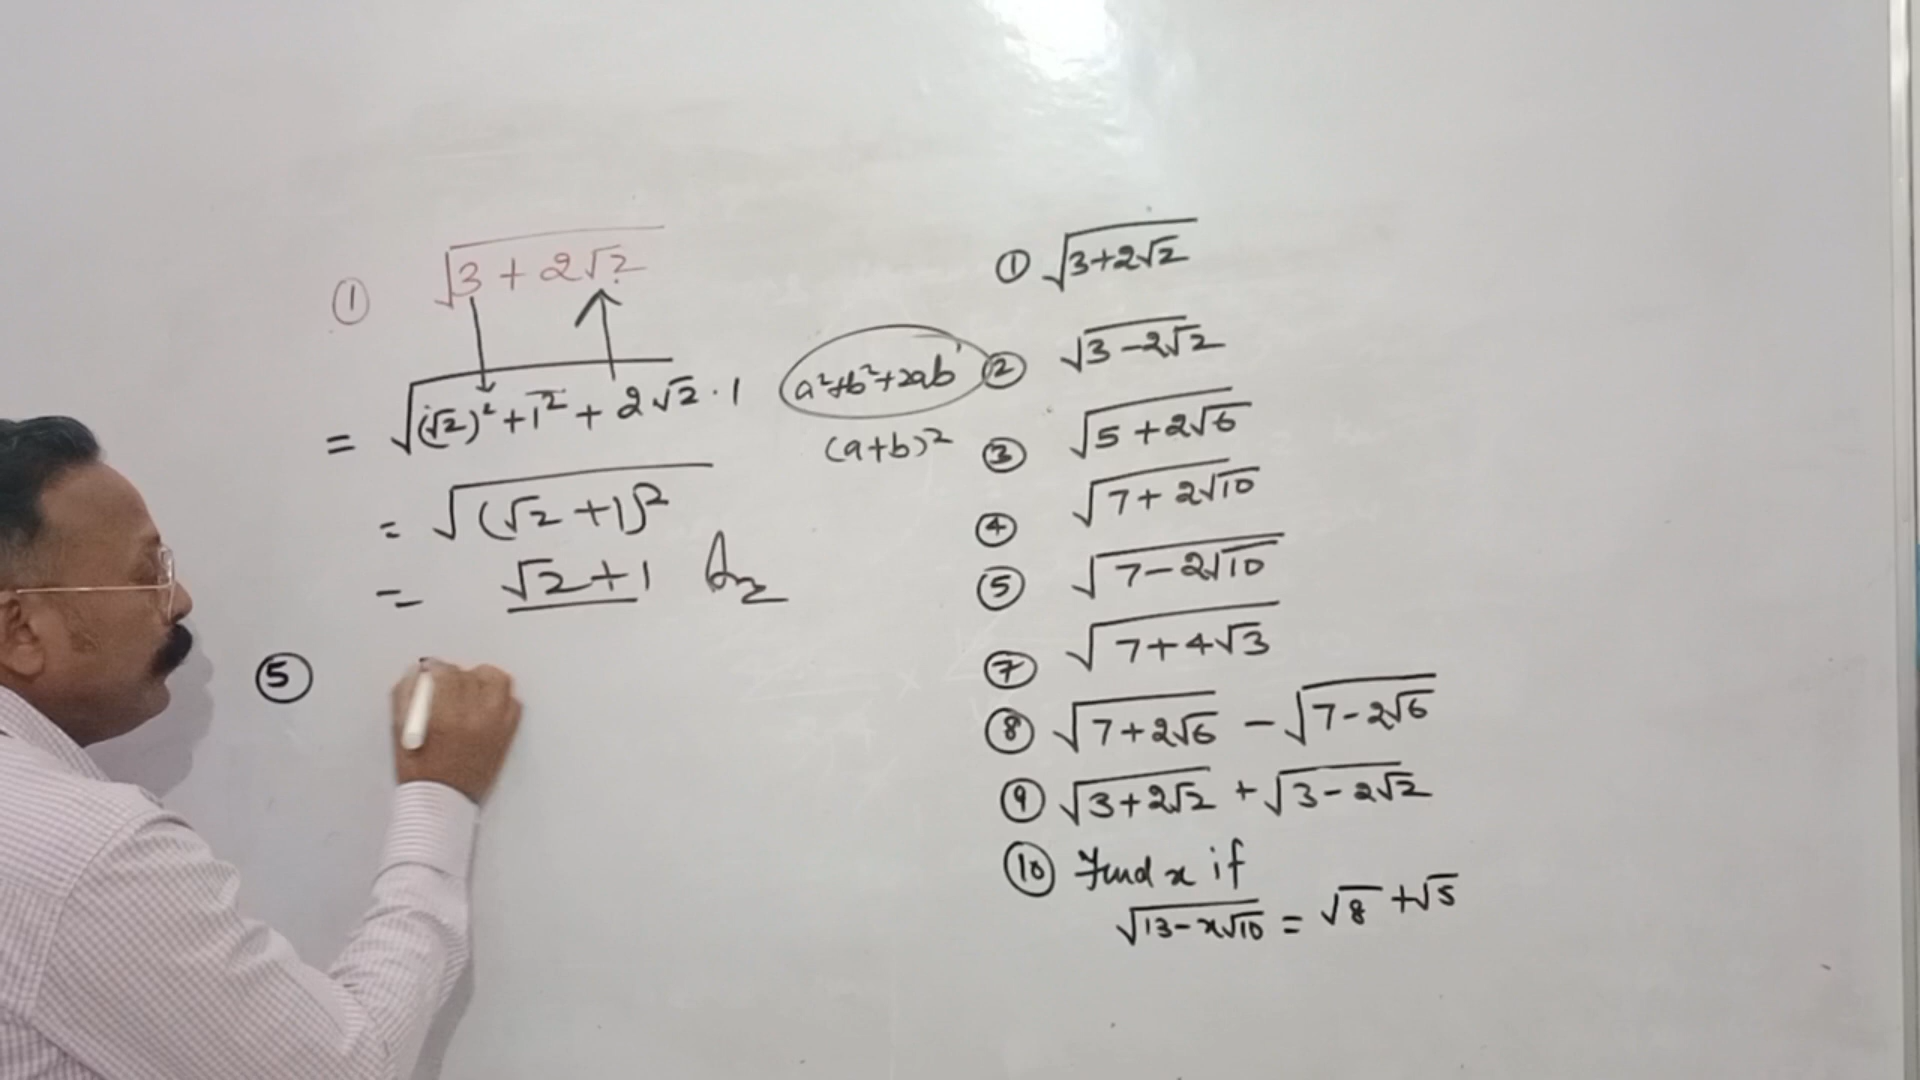 ① √(3 + 2√2)
= √((√2)² + 1² + 2√2 · 1)
a²+b²+2ab
(a+b)²
= √((√2 + 1)²)
= √2 + 1 Ans
⑤
① √(3+2√2)
② √(3-2√2)
③ √(5+2√6)
④ √(7+2√10)
⑤ √(7-2√10)
⑦ √(7+4√3)
⑧ √(7+2√6) - √(7-2√6)
⑨ √(3+2√2) + √(3-2√2)
⑩ Find x if
√(13-x√10) = √8 + √5